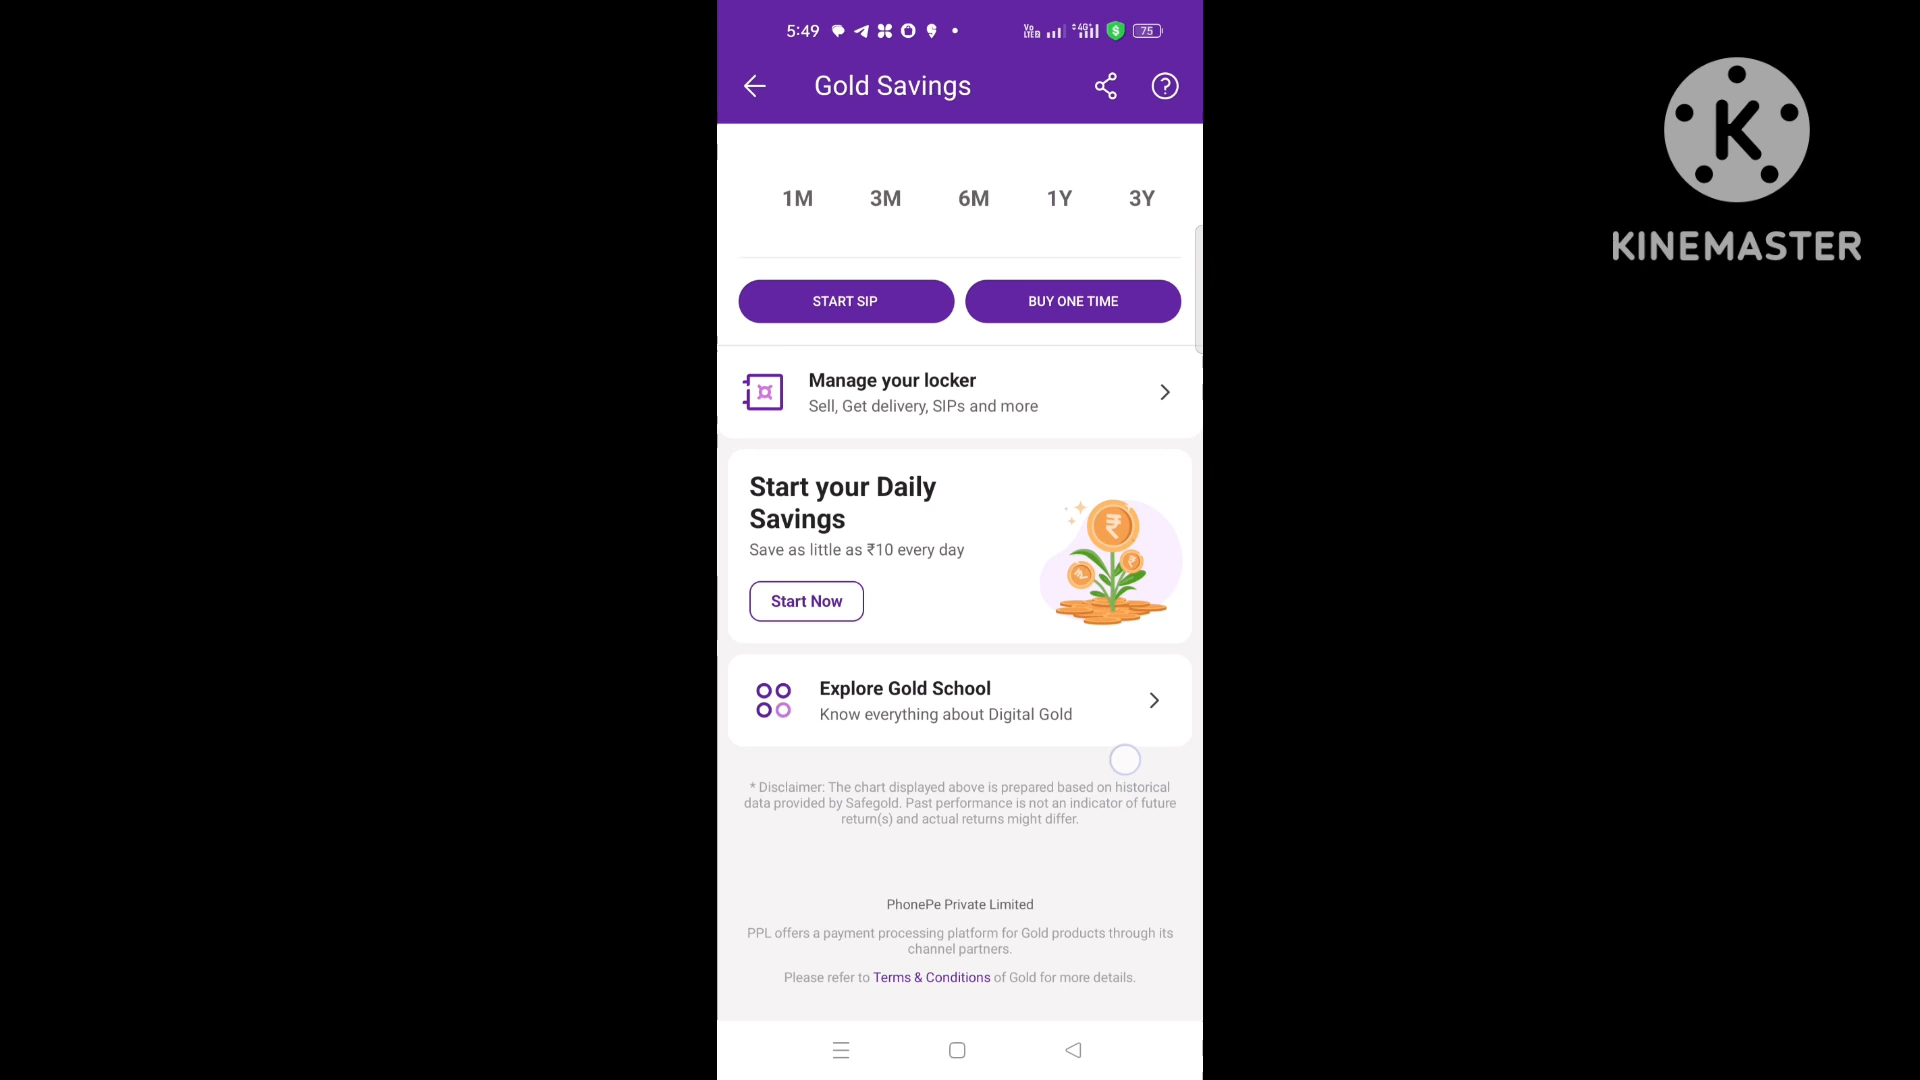 5:49
Vo LTE 2 4G+ 75
Gold Savings
KINEMASTER
1M 3M 6M 1Y 3Y
START SIP BUY ONE TIME
Manage your locker
Sell, Get delivery, SIPs and more
Start your Daily
Savings
Save as little as ₹10 every day
Start Now
Explore Gold School
Know everything about Digital Gold
* Disclaimer: The chart displayed above is prepared based on historical
data provided by Safegold. Past performance is not an indicator of future
return(s) and actual returns might differ.
PhonePe Private Limited
PPL offers a payment processing platform for Gold products through its
channel partners.
Please refer to Terms & Conditions of Gold for more details.